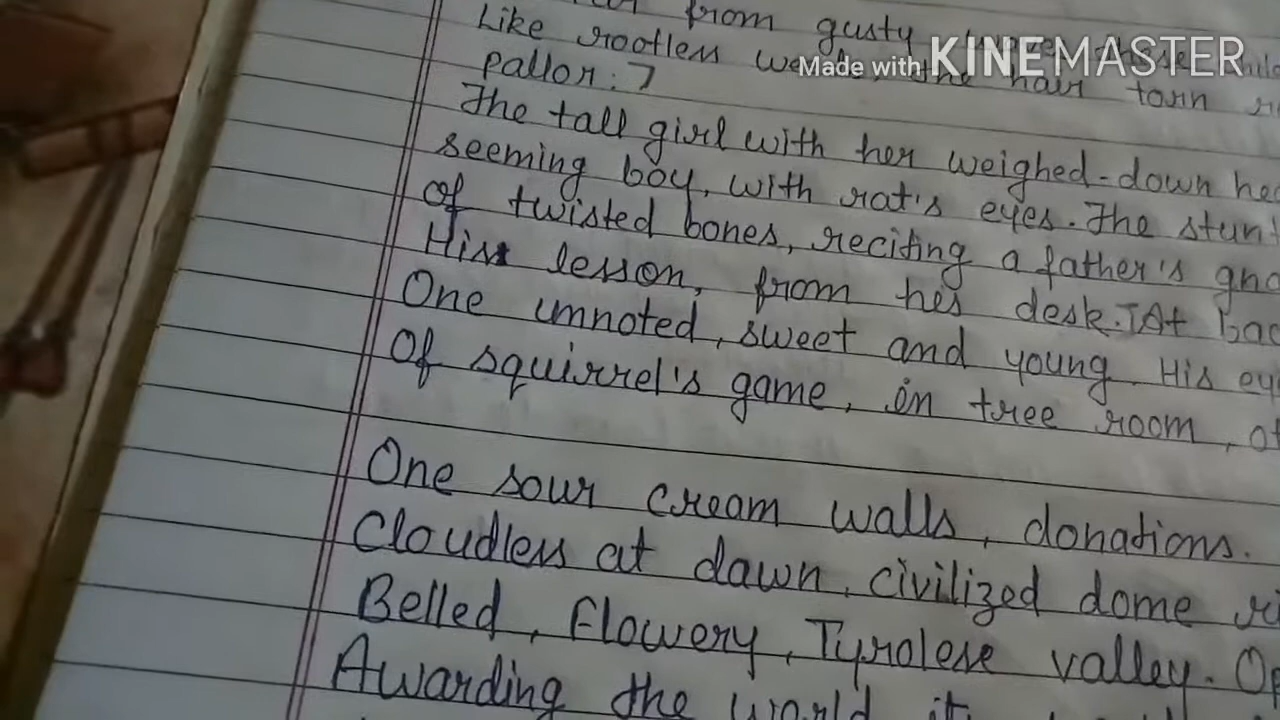 from gusty
Like rootless
Made with KINEMASTER
the hair torn
pallor:7
The tall girl with her weighed-down
seeming boy, with rat's eyes. The
of twisted bones, reciting a father's
His lesson, from his desk. At
One unnoted, sweet and young His
Of squirrel's game, in tree room,
One sour cream walls, donations.
Cloudless at dawn, civilized dome
Belled, Flowery, Tyrolese valley.
Awarding the world